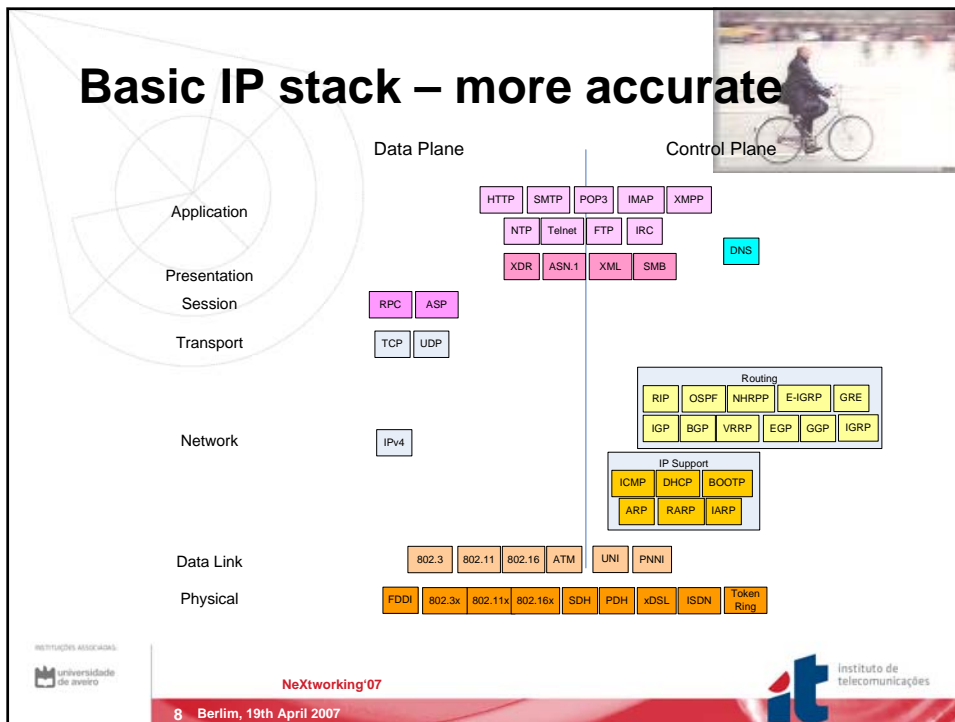 Basic IP stack – more accurate
Data Plane
Control Plane
Application
HTTP SMTP POP3 IMAP XMPP
NTP Telnet FTP IRC
DNS
Presentation
XDR ASN.1 XML SMB
Session
RPC ASP
Transport
TCP UDP
Routing
RIP OSPF NHRPP E-IGRP GRE
IGP BGP VRRP EGP GGP IGRP
Network
IPv4
IP Support
ICMP DHCP BOOTP
ARP RARP IARP
Data Link
802.3 802.11 802.16 ATM UNI PNNI
Physical
FDDI 802.3x 802.11x 802.16x SDH PDH xDSL ISDN Token
Ring
INSTITUIÇÕES ASSOCIADAS:
universidade
de aveiro
NeXtworking'07
it
instituto de
telecomunicações
8 Berlim, 19th April 2007